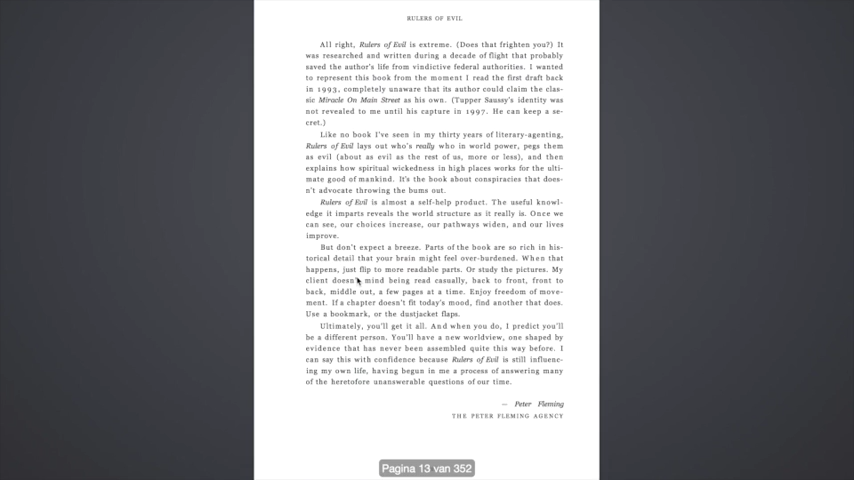 RULERS OF EVIL
All right, Rulers of Evil is extreme. (Does that frighten you?) It
was researched and written during a decade of flight that probably
saved the author's life from vindictive federal authorities. I wanted
to represent this book from the moment I read the first draft back
in 1993, completely unaware that its author could claim the clas-
sic Miracle On Main Street as his own. (Tupper Saussy's identity was
not revealed to me until his capture in 1997. He can keep a se-
cret.)
Like no book I've seen in my thirty years of literary-agenting,
Rulers of Evil lays out who's really who in world power, pegs them
as evil (about as evil as the rest of us, more or less), and then
explains how spiritual wickedness in high places works for the ulti-
mate good of mankind. It's the book about conspiracies that does-
n't advocate throwing the bums out.
Rulers of Evil is almost a self-help product. The useful knowl-
edge it imparts reveals the world structure as it really is. Once we
can see, our choices increase, our pathways widen, and our lives
improve.
But don't expect a breeze. Parts of the book are so rich in his-
torical detail that your brain might feel over-burdened. When that
happens, just flip to more readable parts. Or study the pictures. My
client doesn't mind being read casually, back to front, front to
back, middle out, a few pages at a time. Enjoy freedom of move-
ment. If a chapter doesn't fit today's mood, find another that does.
Use a bookmark, or the dustjacket flaps.
Ultimately, you'll get it all. And when you do, I predict you'll
be a different person. You'll have a new worldview, one shaped by
evidence that has never been assembled quite this way before. I
can say this with confidence because Rulers of Evil is still influenc-
ing my own life, having begun in me a process of answering many
of the heretofore unanswerable questions of our time.
— Peter Fleming
THE PETER FLEMING AGENCY
Pagina 13 van 352